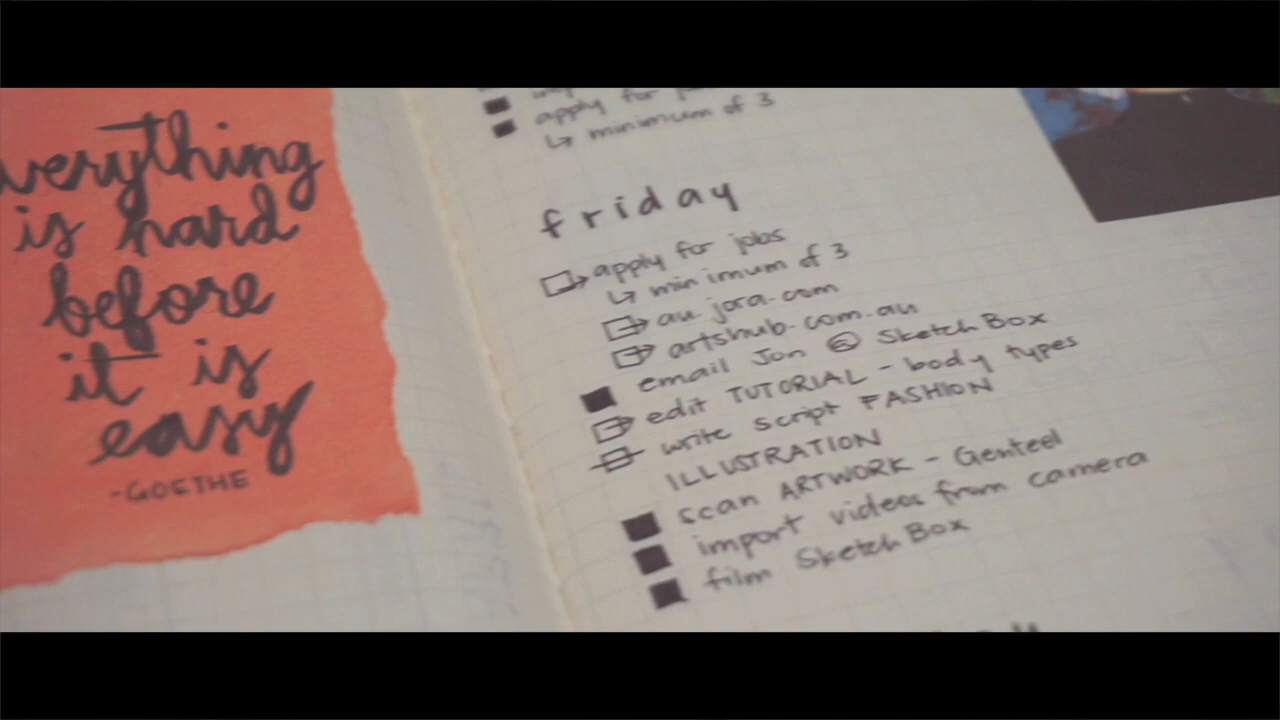 verything
is hard
before
it is
easy
-GOETHE
apply for
↳ minimum of 3
friday
apply for jobs
↳ minimum of 3
au.jora.com
artshub.com.au
email Jon @ SketchBox
edit TUTORIAL - body types
write script FASHION
ILLUSTRATION
scan ARTWORK - Genteel
import videos from camera
film SketchBox